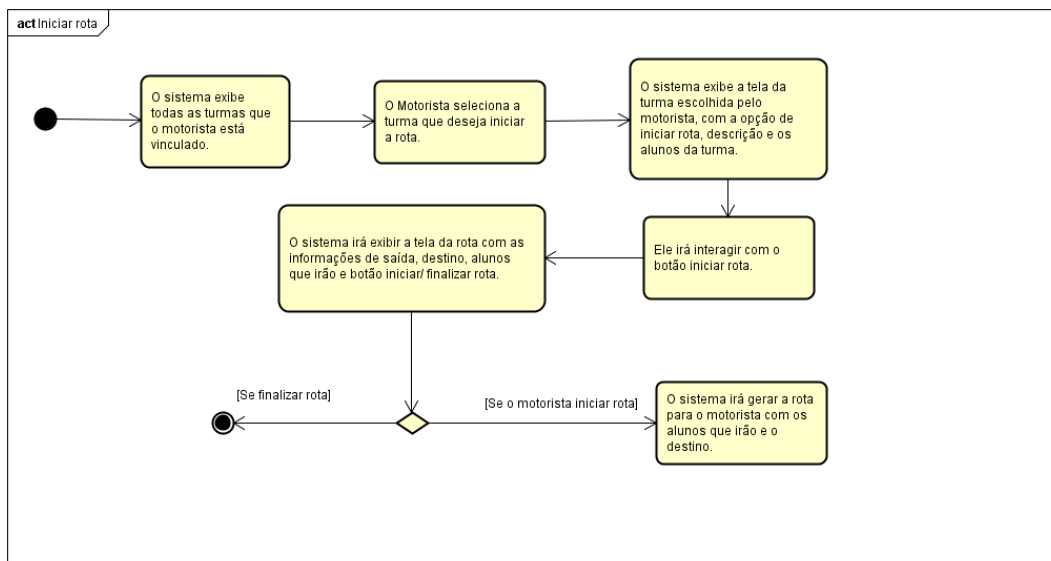 act Iniciar rota
O sistema exibe
todas as turmas que
o motorista está
vinculado.
O Motorista seleciona a
turma que deseja iniciar
a rota.
O sistema exibe a tela da
turma escolhida pelo
motorista, com a opção de
iniciar rota, descrição e os
alunos da turma.
Ele irá interagir com o
botão iniciar rota.
O sistema irá exibir a tela da rota com as
informações de saída, destino, alunos
que irão e botão iniciar/ finalizar rota.
[Se finalizar rota]
[Se o motorista iniciar rota]
O sistema irá gerar a rota
para o motorista com os
alunos que irão e o
destino.